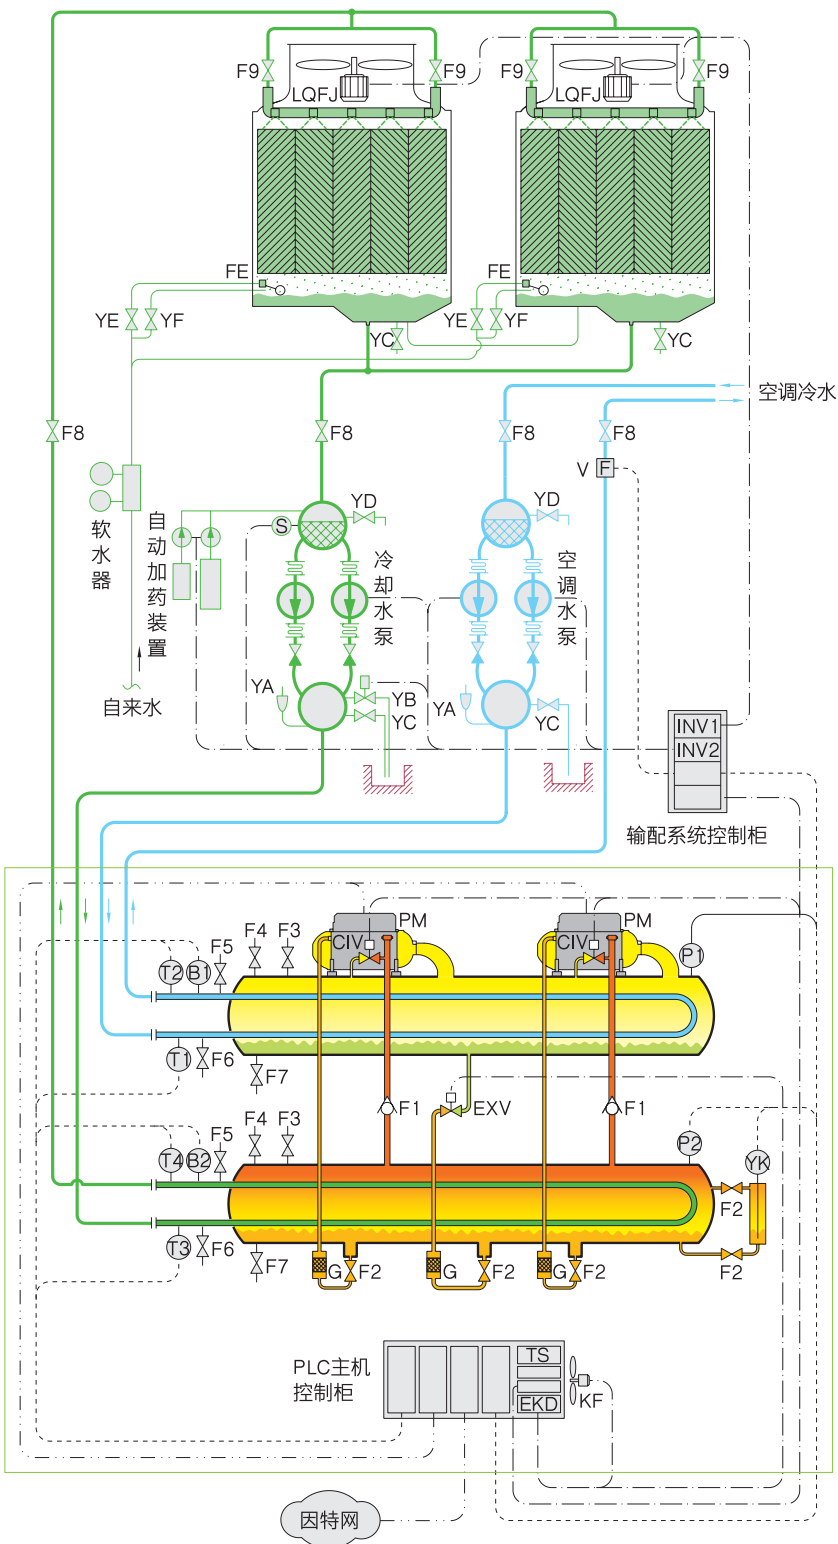 F9
F9
F9
F9
LQFJ
LQFJ
FE
FE
YE
YF
YC
YE
YF
YC
空调冷水
F8
F8
F8
F8
V
F
软水器
自动加药装置
S
YD
冷却水泵
YD
空调水泵
自来水
YA
YB
YC
YA
YC
INV1
INV2
输配系统控制柜
F5
F4
F3
CIV
PM
CIV
PM
T2
B1
P1
T1
F6
F7
F1
EXV
F1
F5
F4
F3
T4
B2
P2
YK
F2
T3
F6
F7
G
F2
G
F2
G
F2
F2
PLC主机
控制柜
TS
EKD
KF
因特网